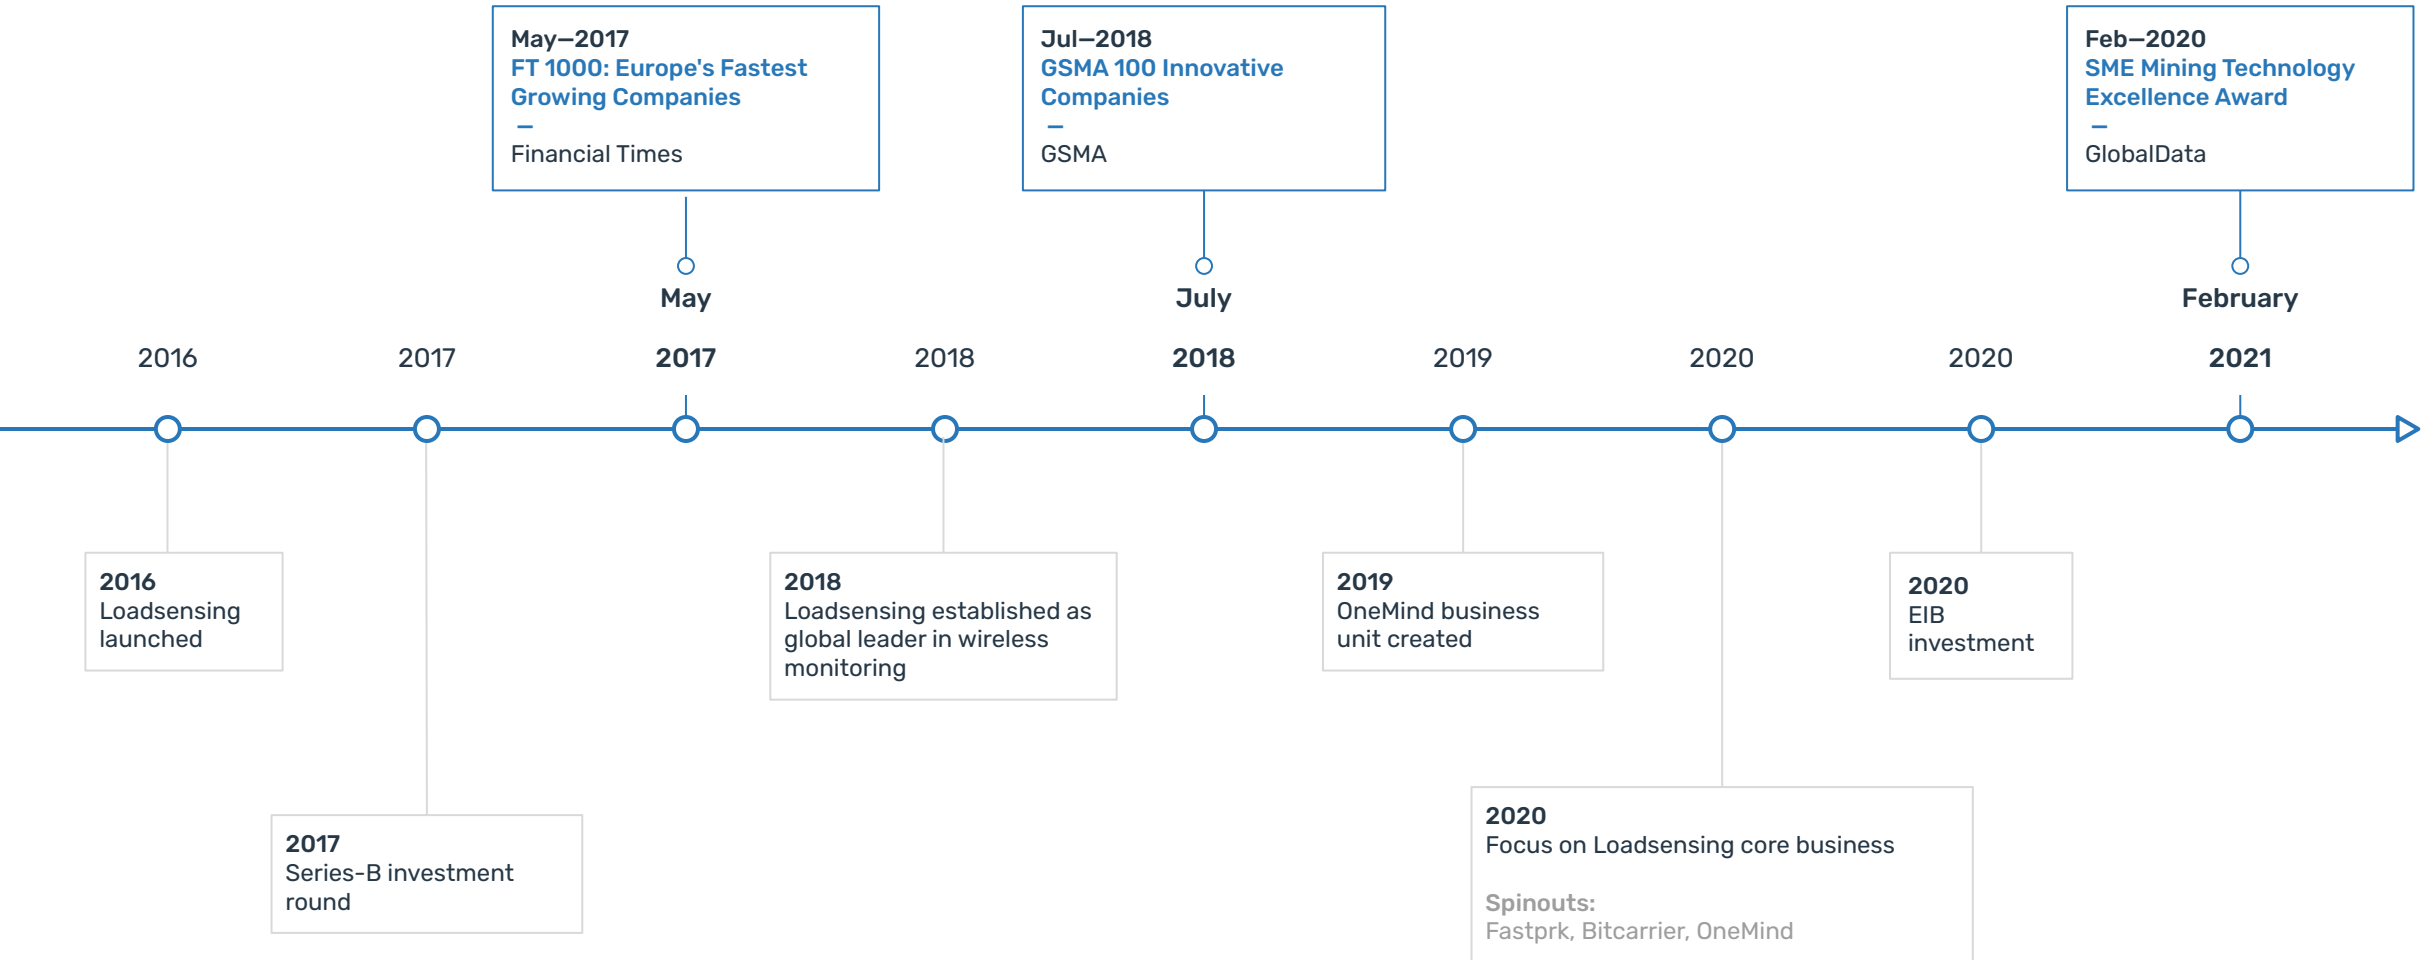 May—2017
FT 1000: Europe's Fastest
Growing Companies
—
Financial Times
Jul—2018
GSMA 100 Innovative
Companies
—
GSMA
Feb—2020
SME Mining Technology
Excellence Award
—
GlobalData
May
July
February
2016
2017
2017
2018
2018
2019
2020
2020
2021
2016
Loadsensing
launched
2017
Series-B investment
round
2018
Loadsensing established as
global leader in wireless
monitoring
2019
OneMind business
unit created
2020
Focus on Loadsensing core business
Spinouts:
Fastprk, Bitcarrier, OneMind
2020
EIB
investment